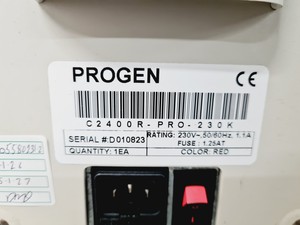 PROGEN
CE
C2400R-PRO-230K
SERIAL #:D010823
RATING: 230V~,50/60Hz, 1.1A
FUSE : 1.25AT
QUANTITY: 1EA
COLOR: RED